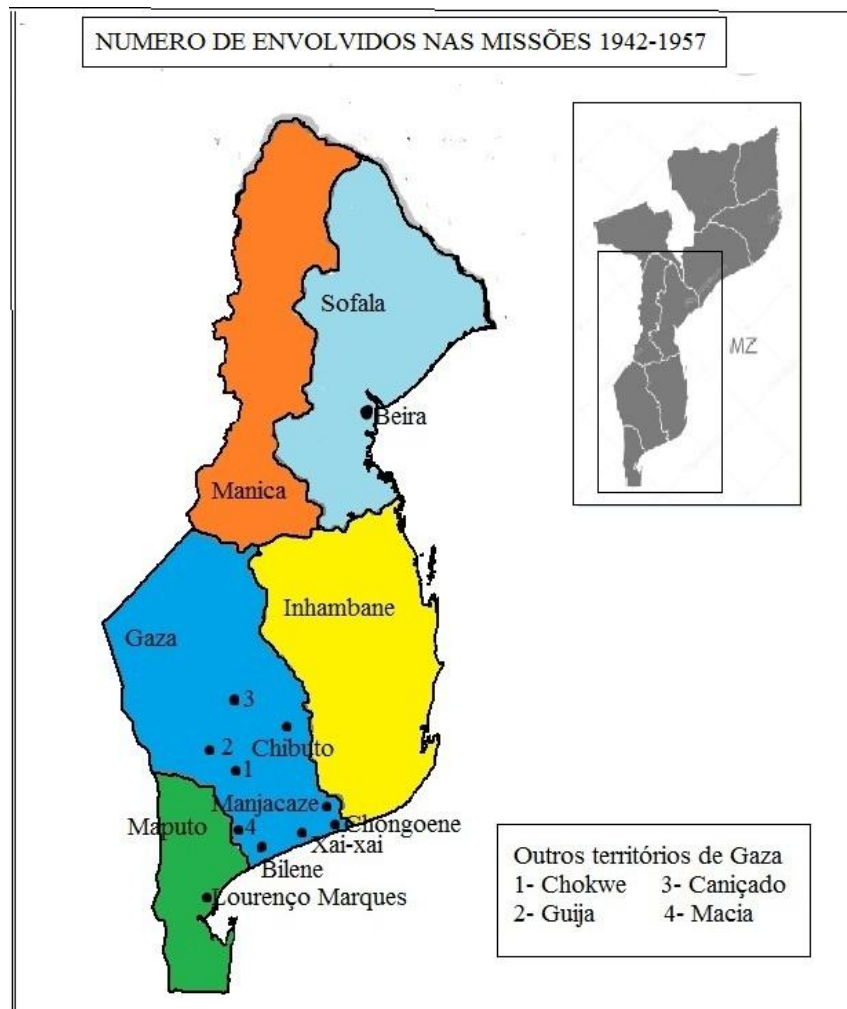 NUMERO DE ENVOLVIDOS NAS MISSÕES 1942-1957
MZ
Sofala
Beira
Manica
Inhambane
Gaza
3
Chibuto
2
1
Manjacaze
Maputo
4
Chongoene
Xai-xai
Bilene
Lourenço Marques
Outros territórios de Gaza
1- Chokwe 3- Caniçado
2- Guija 4- Macia